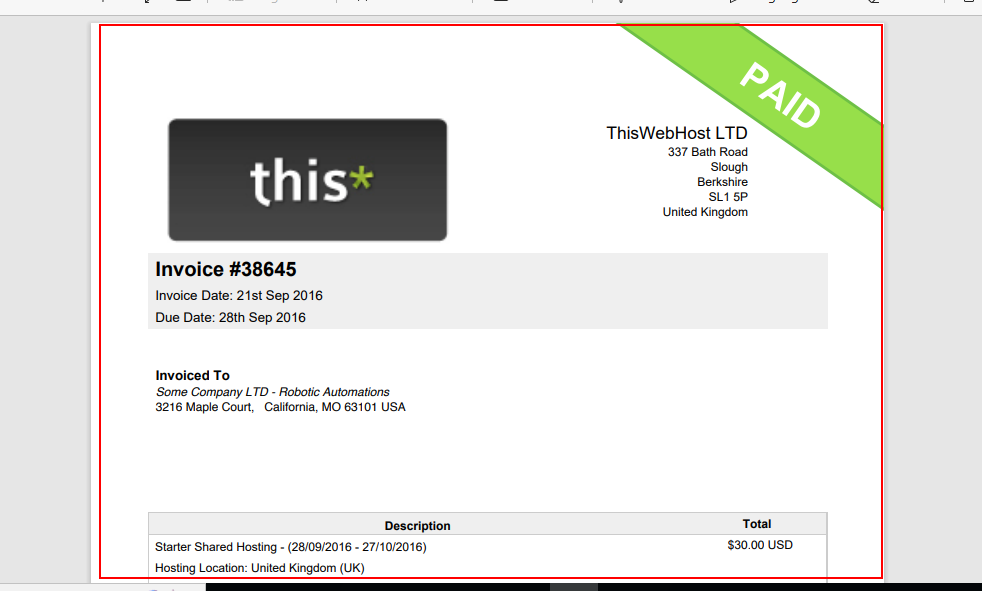 PAID
this*
ThisWebHost LTD
337 Bath Road
Slough
Berkshire
SL1 5P
United Kingdom
Invoice #38645
Invoice Date: 21st Sep 2016
Due Date: 28th Sep 2016
Invoiced To
Some Company LTD - Robotic Automations
3216 Maple Court, California, MO 63101 USA
Description Total
Starter Shared Hosting - (28/09/2016 - 27/10/2016) $30.00 USD
Hosting Location: United Kingdom (UK)